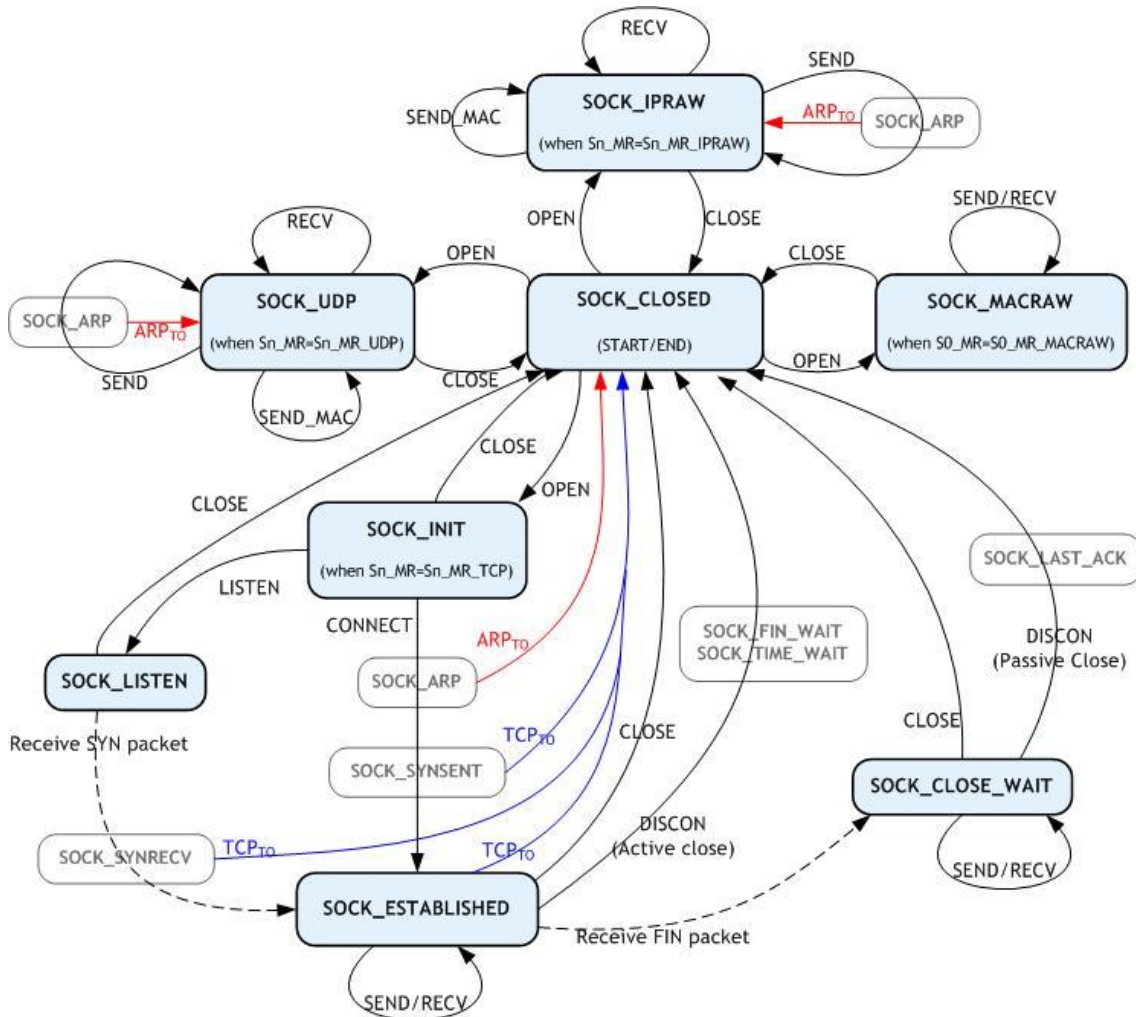 RECV
SEND
SOCK_IPRAW
SEND_MAC
(when Sn_MR=Sn_MR_IPRAW)
ARPTO
SOCK_ARP
OPEN
CLOSE
SEND/RECV
RECV
OPEN
CLOSE
SOCK_UDP
(when Sn_MR=Sn_MR_UDP)
SOCK_ARP
ARPTO
SEND
SEND_MAC
CLOSE
SOCK_CLOSED
(START/END)
SOCK_MACRAW
(when S0_MR=S0_MR_MACRAW)
OPEN
CLOSE
OPEN
CLOSE
SOCK_INIT
(when Sn_MR=Sn_MR_TCP)
LISTEN
CONNECT
SOCK_LAST_ACK
SOCK_FIN_WAIT
SOCK_TIME_WAIT
DISCON
(Passive Close)
ARPTO
SOCK_ARP
SOCK_LISTEN
Receive SYN packet
TCPTO
SOCK_SYNSENT
CLOSE
CLOSE
SOCK_CLOSE_WAIT
DISCON
(Active close)
TCPTO
SOCK_SYNRECV
TCPTO
SEND/RECV
SOCK_ESTABLISHED
Receive FIN packet
SEND/RECV